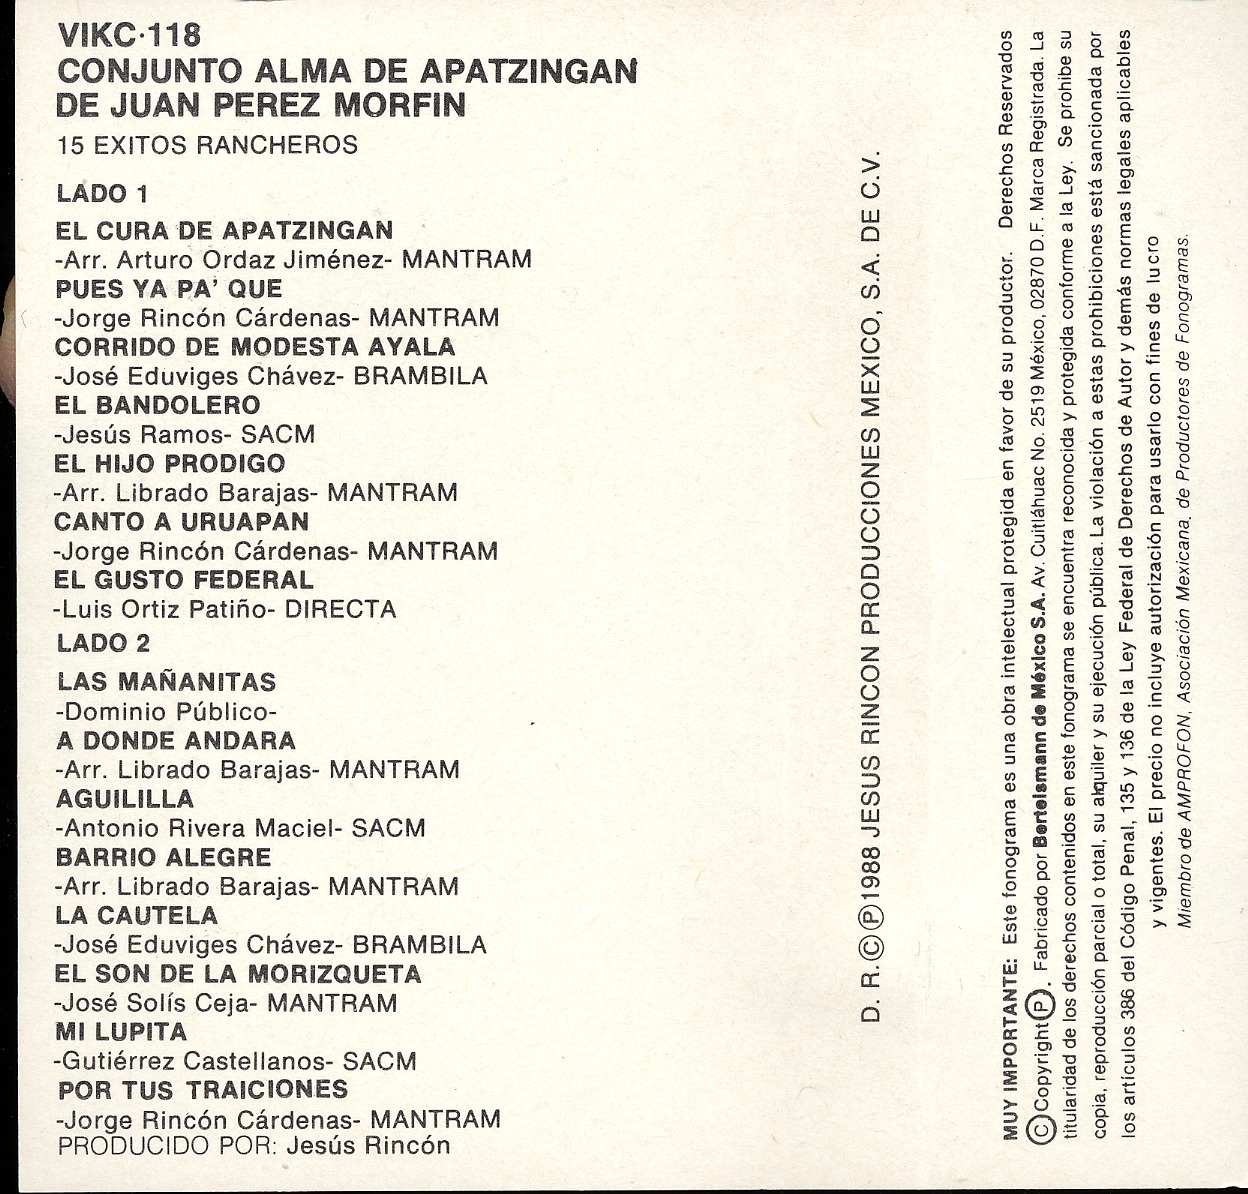 VIKC·118
CONJUNTO ALMA DE APATZINGAN
DE JUAN PEREZ MORFIN
15 EXITOS RANCHEROS
LADO 1
EL CURA DE APATZINGAN
-Arr. Arturo Ordaz Jiménez- MANTRAM
PUES YA PA' QUE
-Jorge Rincón Cárdenas- MANTRAM
CORRIDO DE MODESTA AYALA
-José Eduviges Chávez- BRAMBILA
EL BANDOLERO
-Jesús Ramos- SACM
EL HIJO PRODIGO
-Arr. Librado Barajas- MANTRAM
CANTO A URUAPAN
-Jorge Rincón Cárdenas- MANTRAM
EL GUSTO FEDERAL
-Luis Ortiz Patiño- DIRECTA
LADO 2
LAS MAÑANITAS
-Dominio Público-
A DONDE ANDARA
-Arr. Librado Barajas- MANTRAM
AGUILILLA
-Antonio Rivera Maciel- SACM
BARRIO ALEGRE
-Arr. Librado Barajas- MANTRAM
LA CAUTELA
-José Eduviges Chávez- BRAMBILA
EL SON DE LA MORIZQUETA
-José Solís Ceja- MANTRAM
MI LUPITA
-Gutiérrez Castellanos- SACM
POR TUS TRAICIONES
-Jorge Rincón Cárdenas- MANTRAM
PRODUCIDO POR: Jesús Rincón
D. R. Ⓒ Ⓟ 1988 JESUS RINCON PRODUCCIONES MEXICO, S.A. DE C.V.
MUY IMPORTANTE: Este fonograma es una obra intelectual protegida en favor de su productor. Derechos Reservados
Ⓒ Copyright Ⓟ. Fabricado por Bertelsmann de México S.A. Av. Cuitláhuac No. 2519 México, 02870 D.F. Marca Registrada. La
titularidad de los derechos contenidos en este fonograma se encuentra reconocida y protegida conforme a la Ley. Se prohibe su
copia, reproducción parcial o total, su alquiler y su ejecución pública. La violación a estas prohibiciones está sancionada por
los artículos 386 del Código Penal, 135 y 136 de la Ley Federal de Derechos de Autor y demás normas legales aplicables
y vigentes. El precio no incluye autorización para usarlo con fines de lucro
Miembro de AMPROFON, Asociación Mexicana, de Productores de Fonogramas.